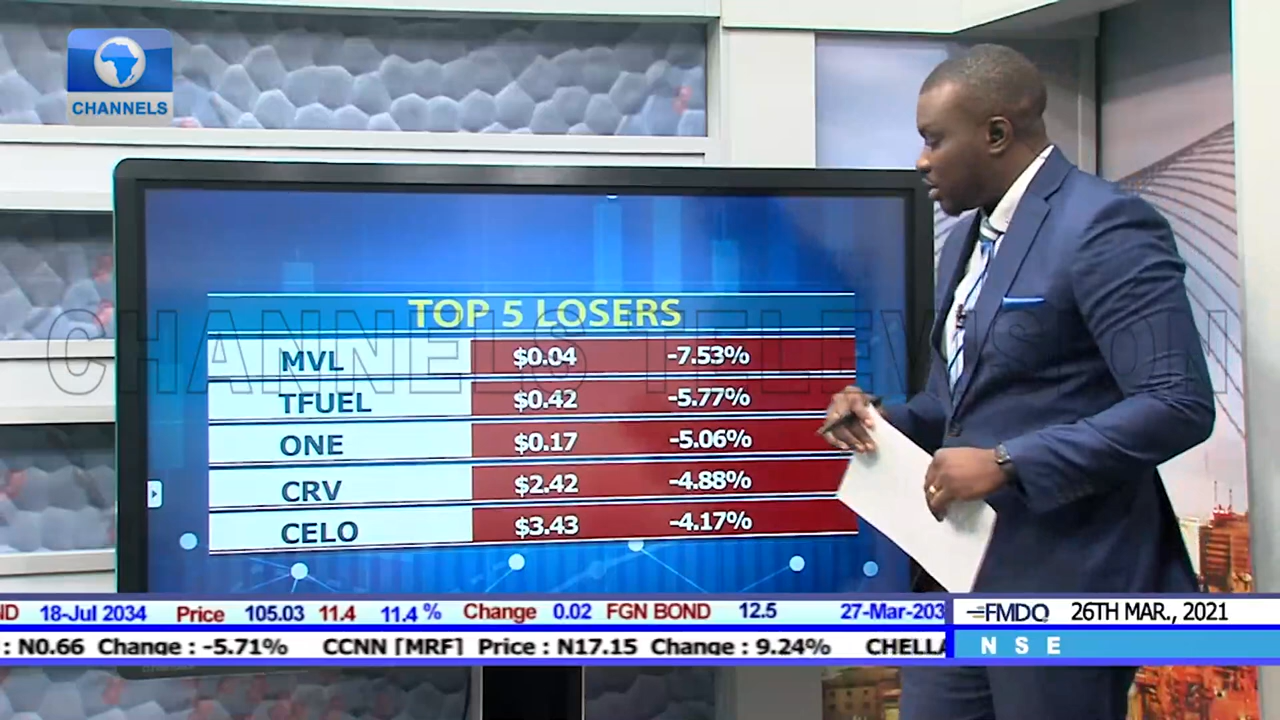 CHANNELS
CHANNELS TELEVISION
TOP 5 LOSERS
MVL $0.04 -7.53%
TFUEL $0.42 -5.77%
ONE $0.17 -5.06%
CRV $2.42 -4.88%
CELO $3.43 -4.17%
ND 18-Jul 2034 Price 105.03 11.4 11.4 % Change 0.02 FGN BOND 12.5 27-Mar-203
FMDQ 26TH MAR., 2021
: N0.66 Change : -5.71% CCNN [MRF] Price : N17.15 Change : 9.24% CHELLA
NSE